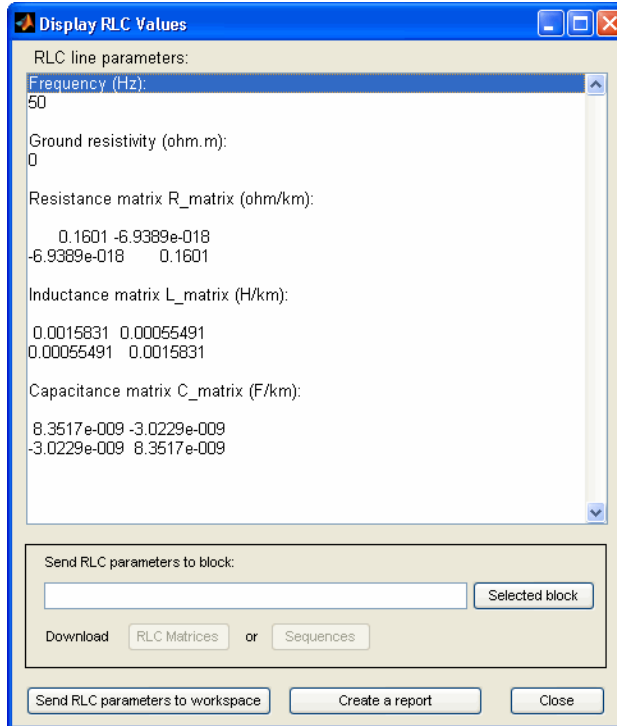 Display RLC Values
RLC line parameters:
Frequency (Hz):
50
Ground resistivity (ohm.m):
0
Resistance matrix R_matrix (ohm/km):
0.1601 -6.9389e-018
-6.9389e-018 0.1601
Inductance matrix L_matrix (H/km):
0.0015831 0.00055491
0.00055491 0.0015831
Capacitance matrix C_matrix (F/km):
8.3517e-009 -3.0229e-009
-3.0229e-009 8.3517e-009
Send RLC parameters to block:
Selected block
Download RLC Matrices or Sequences
Send RLC parameters to workspace Create a report Close